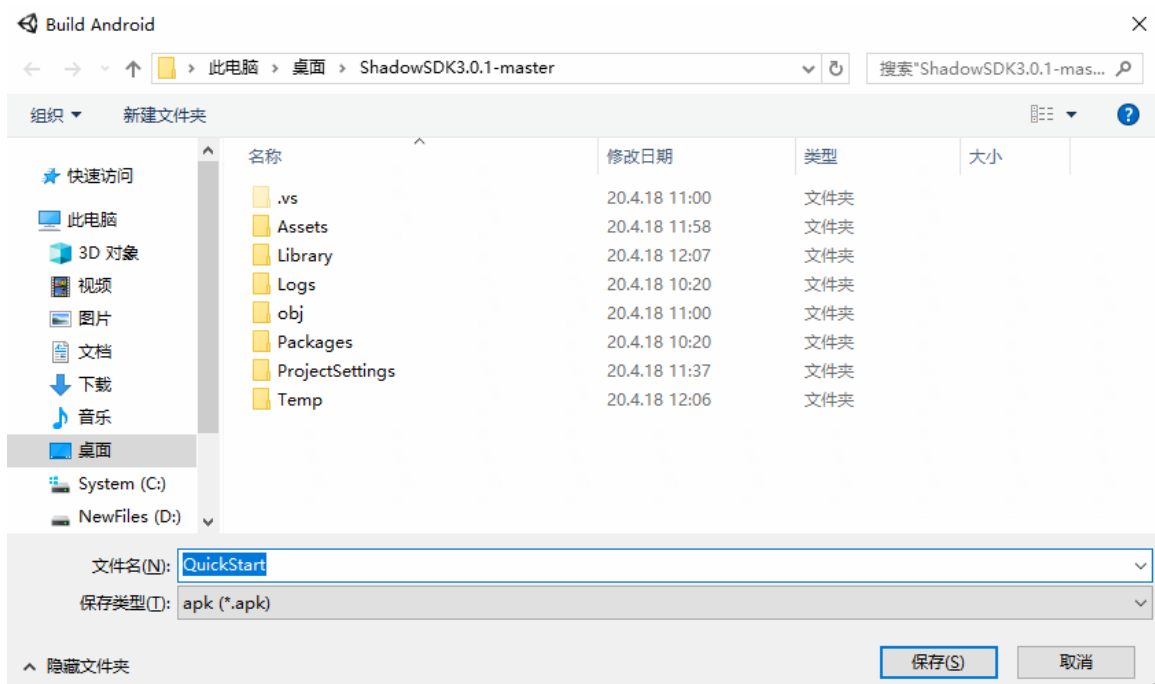 Build Android
此电脑 › 桌面 › ShadowSDK3.0.1-master
搜索"ShadowSDK3.0.1-mas...
组织 新建文件夹
名称 修改日期 类型 大小
快速访问
此电脑
3D 对象
视频
图片
文档
下载
音乐
桌面
System (C:)
NewFiles (D:)
.vs 20.4.18 11:00 文件夹
Assets 20.4.18 11:58 文件夹
Library 20.4.18 12:07 文件夹
Logs 20.4.18 10:20 文件夹
obj 20.4.18 11:00 文件夹
Packages 20.4.18 10:20 文件夹
ProjectSettings 20.4.18 11:37 文件夹
Temp 20.4.18 12:06 文件夹
文件名(N): QuickStart
保存类型(T): apk (*.apk)
隐藏文件夹
保存(S) 取消